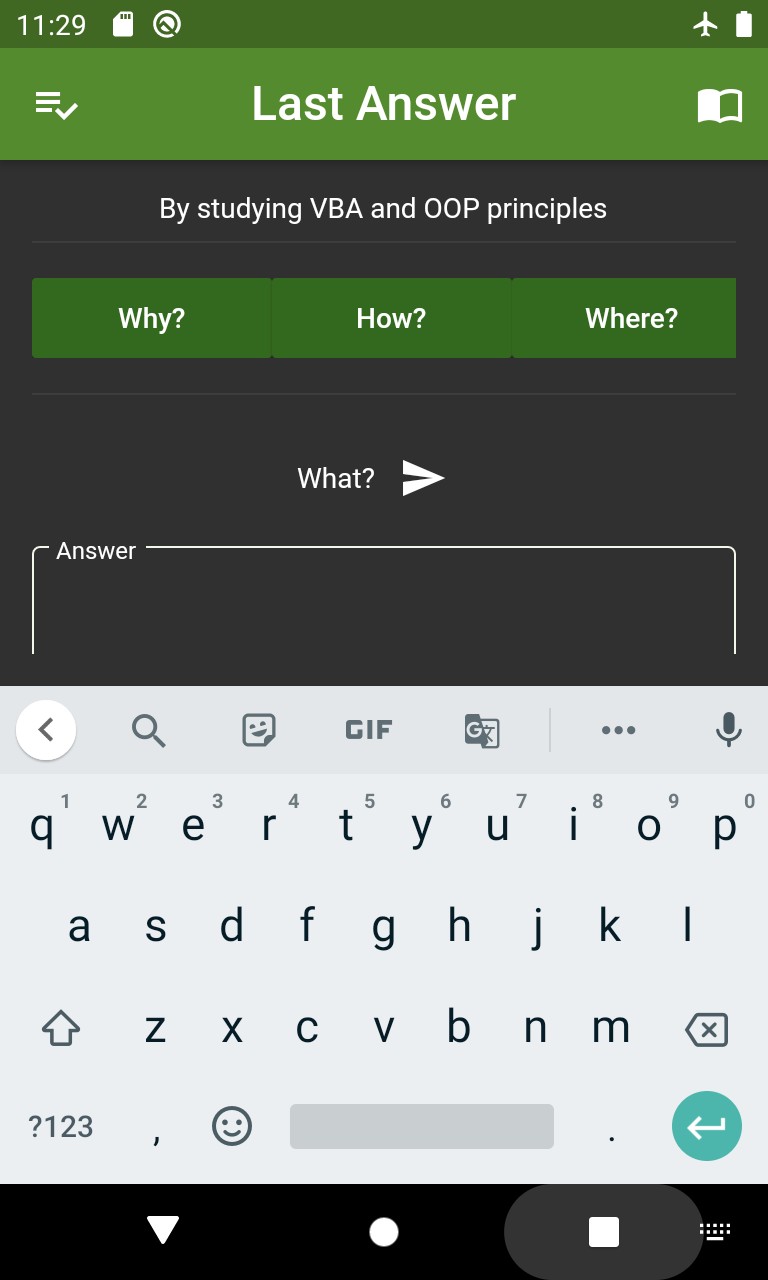 11:29
Last Answer
By studying VBA and OOP principles
Why? How? Where?
What?
Answer
GIF G
q 1 w 2 e 3 r 4 t 5 y 6 u 7 i 8 o 9 p 0
a s d f g h j k l
z x c v b n m
?123 , .